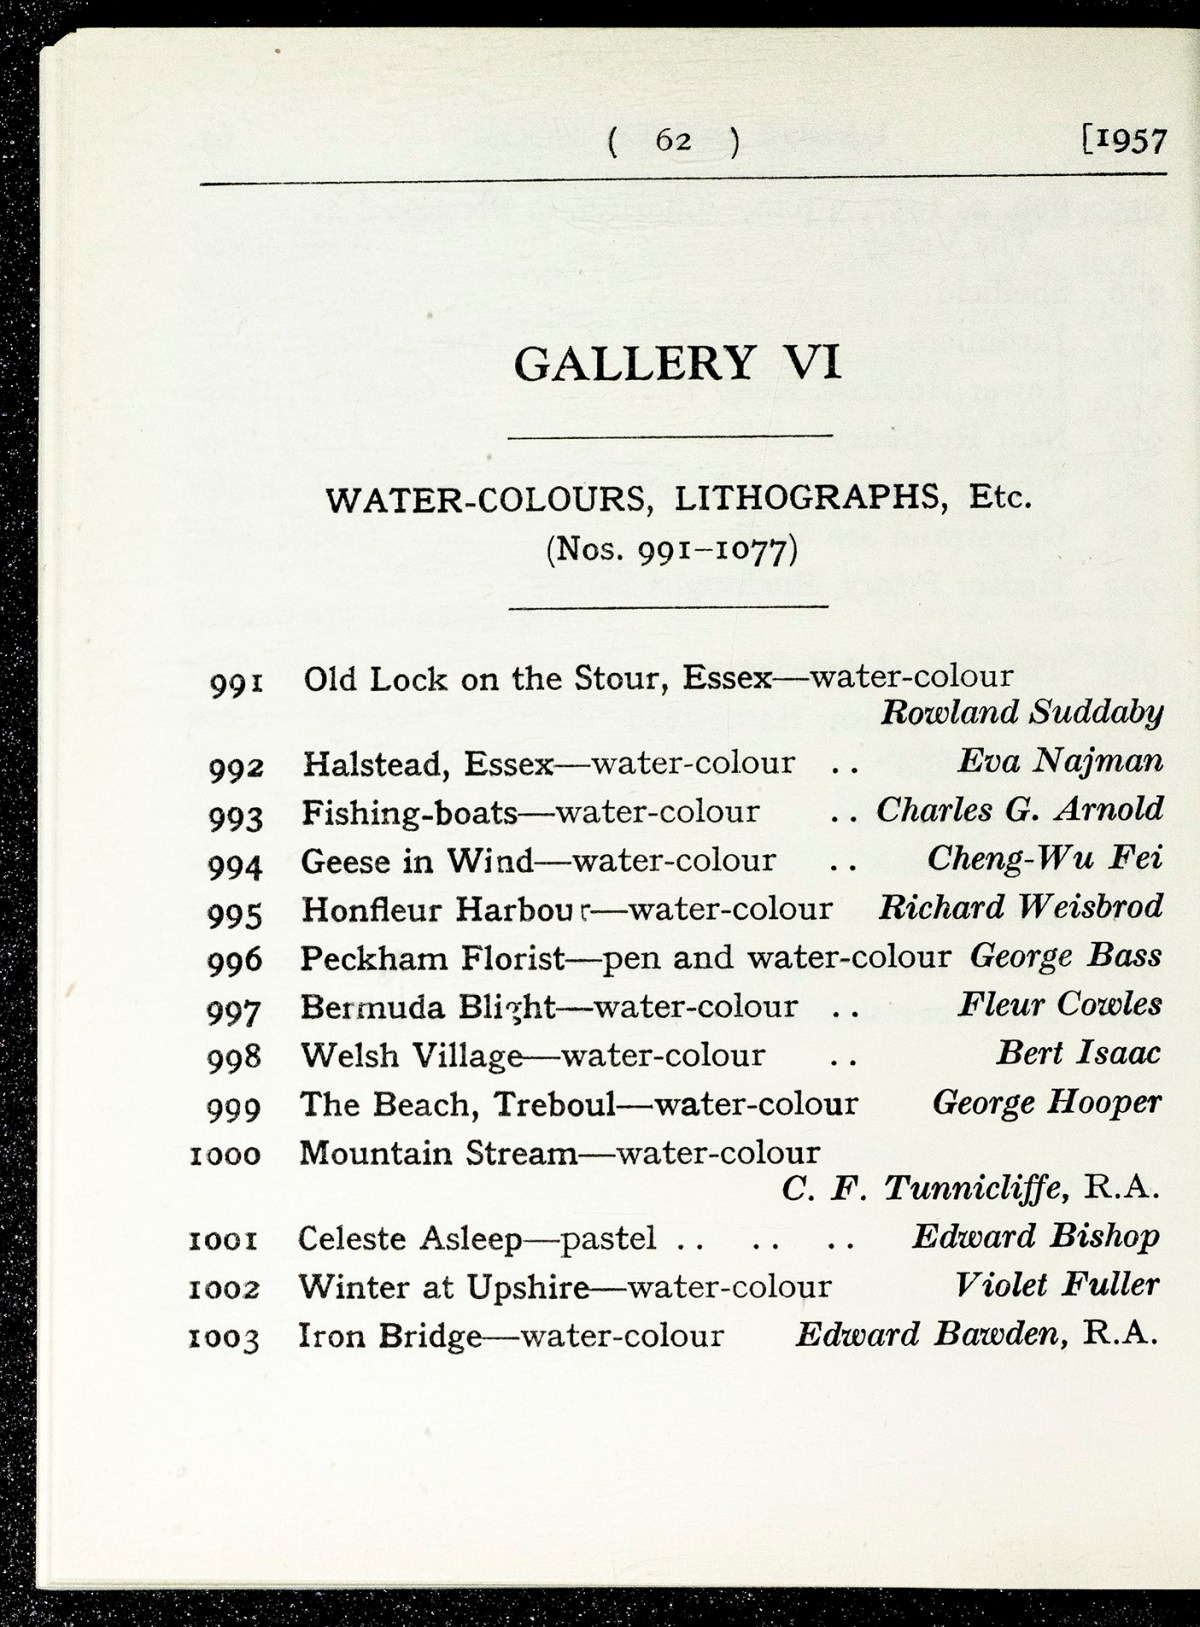 ( 62 ) [1957
GALLERY VI
WATER-COLOURS, LITHOGRAPHS, Etc.
(Nos. 991–1077)
991 Old Lock on the Stour, Essex—water-colour
Rowland Suddaby
992 Halstead, Essex—water-colour .. Eva Najman
993 Fishing-boats—water-colour .. Charles G. Arnold
994 Geese in Wind—water-colour .. Cheng-Wu Fei
995 Honfleur Harbour—water-colour Richard Weisbrod
996 Peckham Florist—pen and water-colour George Bass
997 Bermuda Blight—water-colour .. Fleur Cowles
998 Welsh Village—water-colour .. Bert Isaac
999 The Beach, Treboul—water-colour George Hooper
1000 Mountain Stream—water-colour
C. F. Tunnicliffe, R.A.
1001 Celeste Asleep—pastel .. .. .. Edward Bishop
1002 Winter at Upshire—water-colour Violet Fuller
1003 Iron Bridge—water-colour Edward Bawden, R.A.